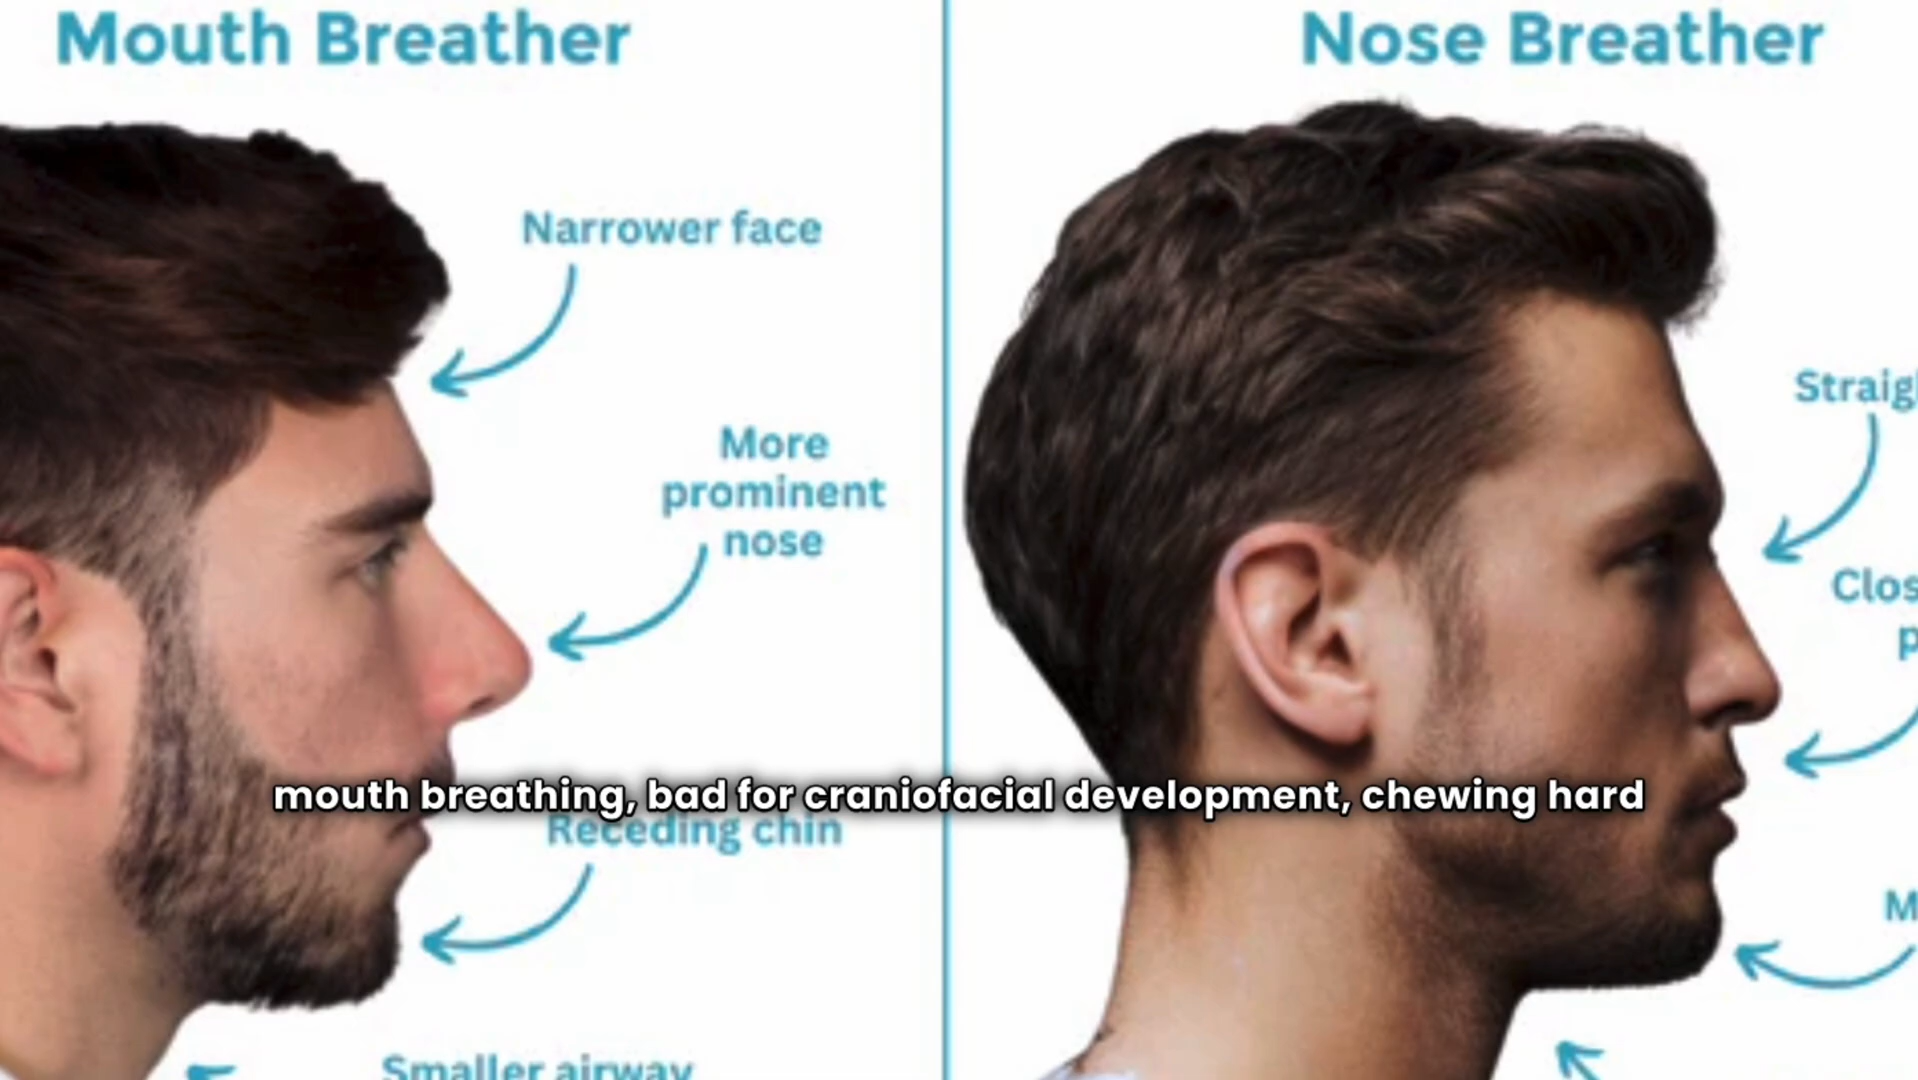 Mouth Breather
Narrower face
More
prominent
nose
Receding chin
Smaller airway
Nose Breather
mouth breathing, bad for craniofacial development, chewing hard